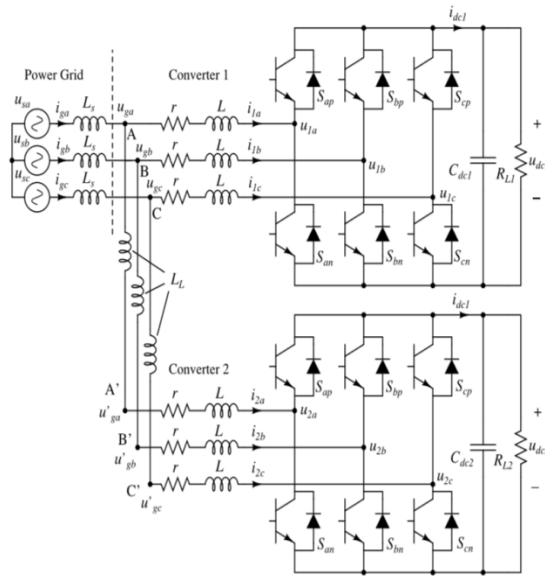 i_dc1
Power Grid
Converter 1
S_ap S_bp S_cp
u_sa i_ga L_s u_ga r L i_1a
A u_1a
u_sb i_gb L_s u_gb r L i_1b
B u_1b
u_sc i_gc L_s u_gc r L i_1c
C u_1c
C_dc1 R_L1 + u_dc −
S_an S_bn S_cn
L_L
i_dc1
Converter 2
S_ap S_bp S_cp
A' r L i_2a
u'_ga u_2a
B' r L i_2b
u'_gb u_2b
C' r L i_2c
u'_gc u_2c
C_dc2 R_L2 + u_dc −
S_an S_bn S_cn